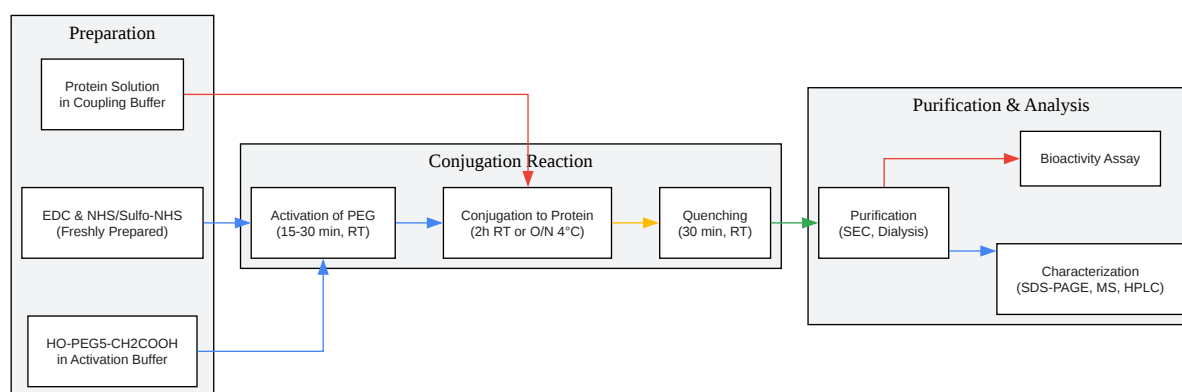 Preparation
Protein Solution
in Coupling Buffer
EDC & NHS/Sulfo-NHS
(Freshly Prepared)
HO-PEG5-CH2COOH
in Activation Buffer
Conjugation Reaction
Activation of PEG
(15-30 min, RT)
Conjugation to Protein
(2h RT or O/N 4°C)
Quenching
(30 min, RT)
Purification & Analysis
Purification
(SEC, Dialysis)
Bioactivity Assay
Characterization
(SDS-PAGE, MS, HPLC)